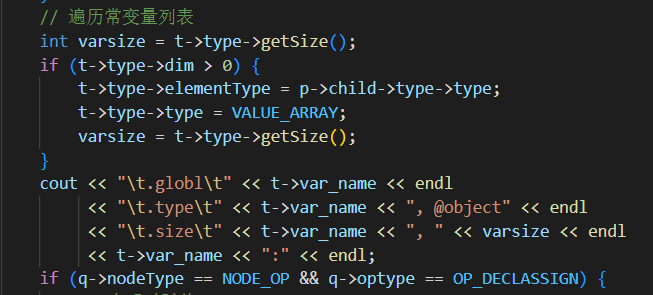 // 遍历常变量列表
int varsize = t->type->getSize();
if (t->type->dim > 0) {
t->type->elementType = p->child->type->type;
t->type->type = VALUE_ARRAY;
varsize = t->type->getSize();
}
cout << "\t.globl\t" << t->var_name << endl
<< "\t.type\t" << t->var_name << ", @object" << endl
<< "\t.size\t" << t->var_name << ", " << varsize << endl
<< t->var_name << ":" << endl;
if (q->nodeType == NODE_OP && q->optype == OP_DECLASSIGN) {